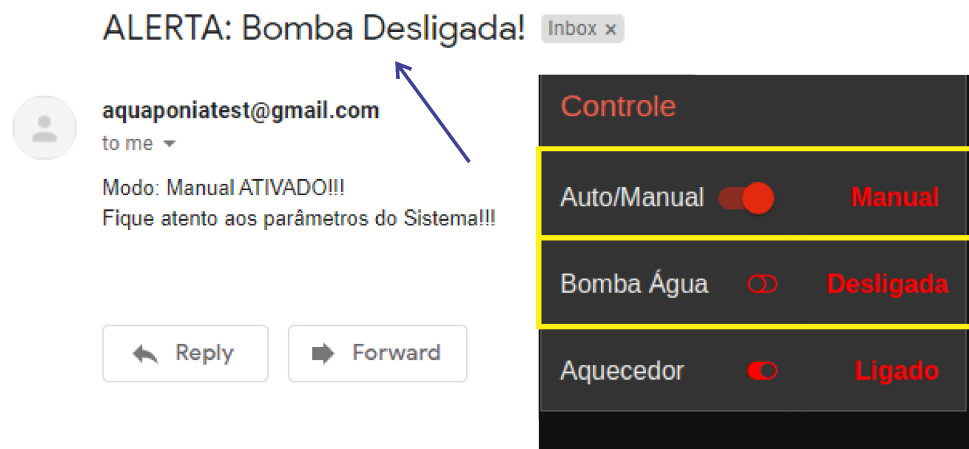 ALERTA: Bomba Desligada! Inbox x
aquaponiatest@gmail.com
to me
Modo: Manual ATIVADO!!!
Fique atento aos parâmetros do Sistema!!!
Reply Forward
Controle
Auto/Manual Manual
Bomba Água Desligada
Aquecedor Ligado